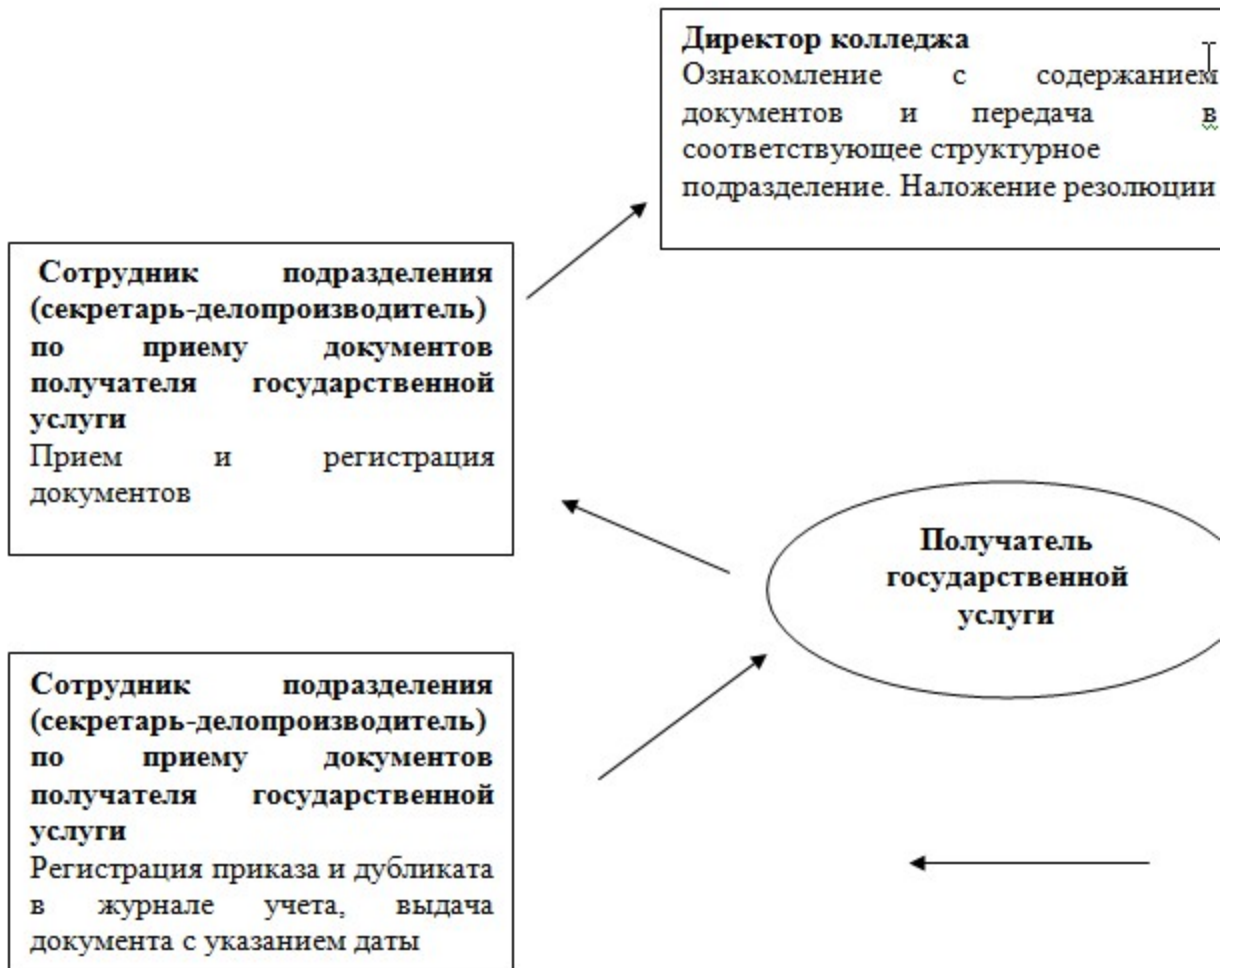 Директор колледжа
Ознакомление с содержанием
документов и передача в
соответствующее структурное
подразделение. Наложение резолюции
Сотрудник подразделения
(секретарь-делопроизводитель)
по приему документов
получателя государственной
услуги
Прием и регистрация
документов
Получатель
государственной
услуги
Сотрудник подразделения
(секретарь-делопроизводитель)
по приему документов
получателя государственной
услуги
Регистрация приказа и дубликата
в журнале учета, выдача
документа с указанием даты